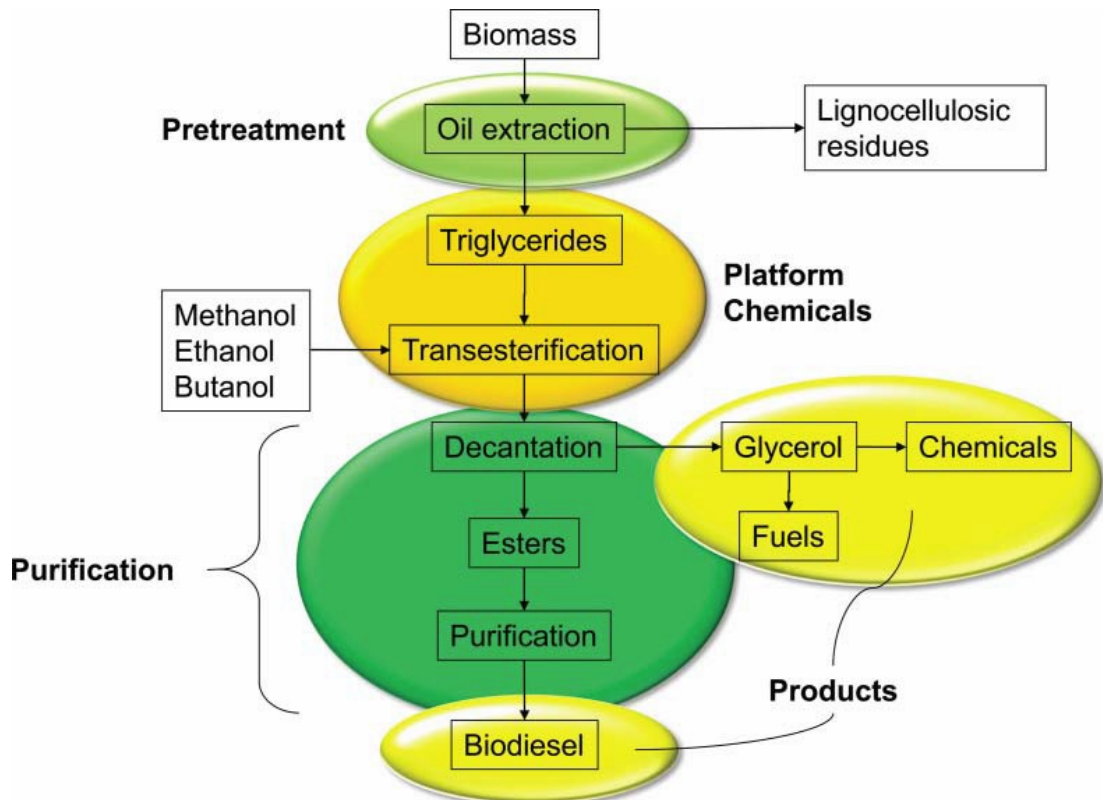 Biomass
Pretreatment
Oil extraction
Lignocellulosic
residues
Triglycerides
Platform
Chemicals
Methanol
Ethanol
Butanol
Transesterification
Decantation
Glycerol
Chemicals
Esters
Fuels
Purification
Purification
Products
Biodiesel